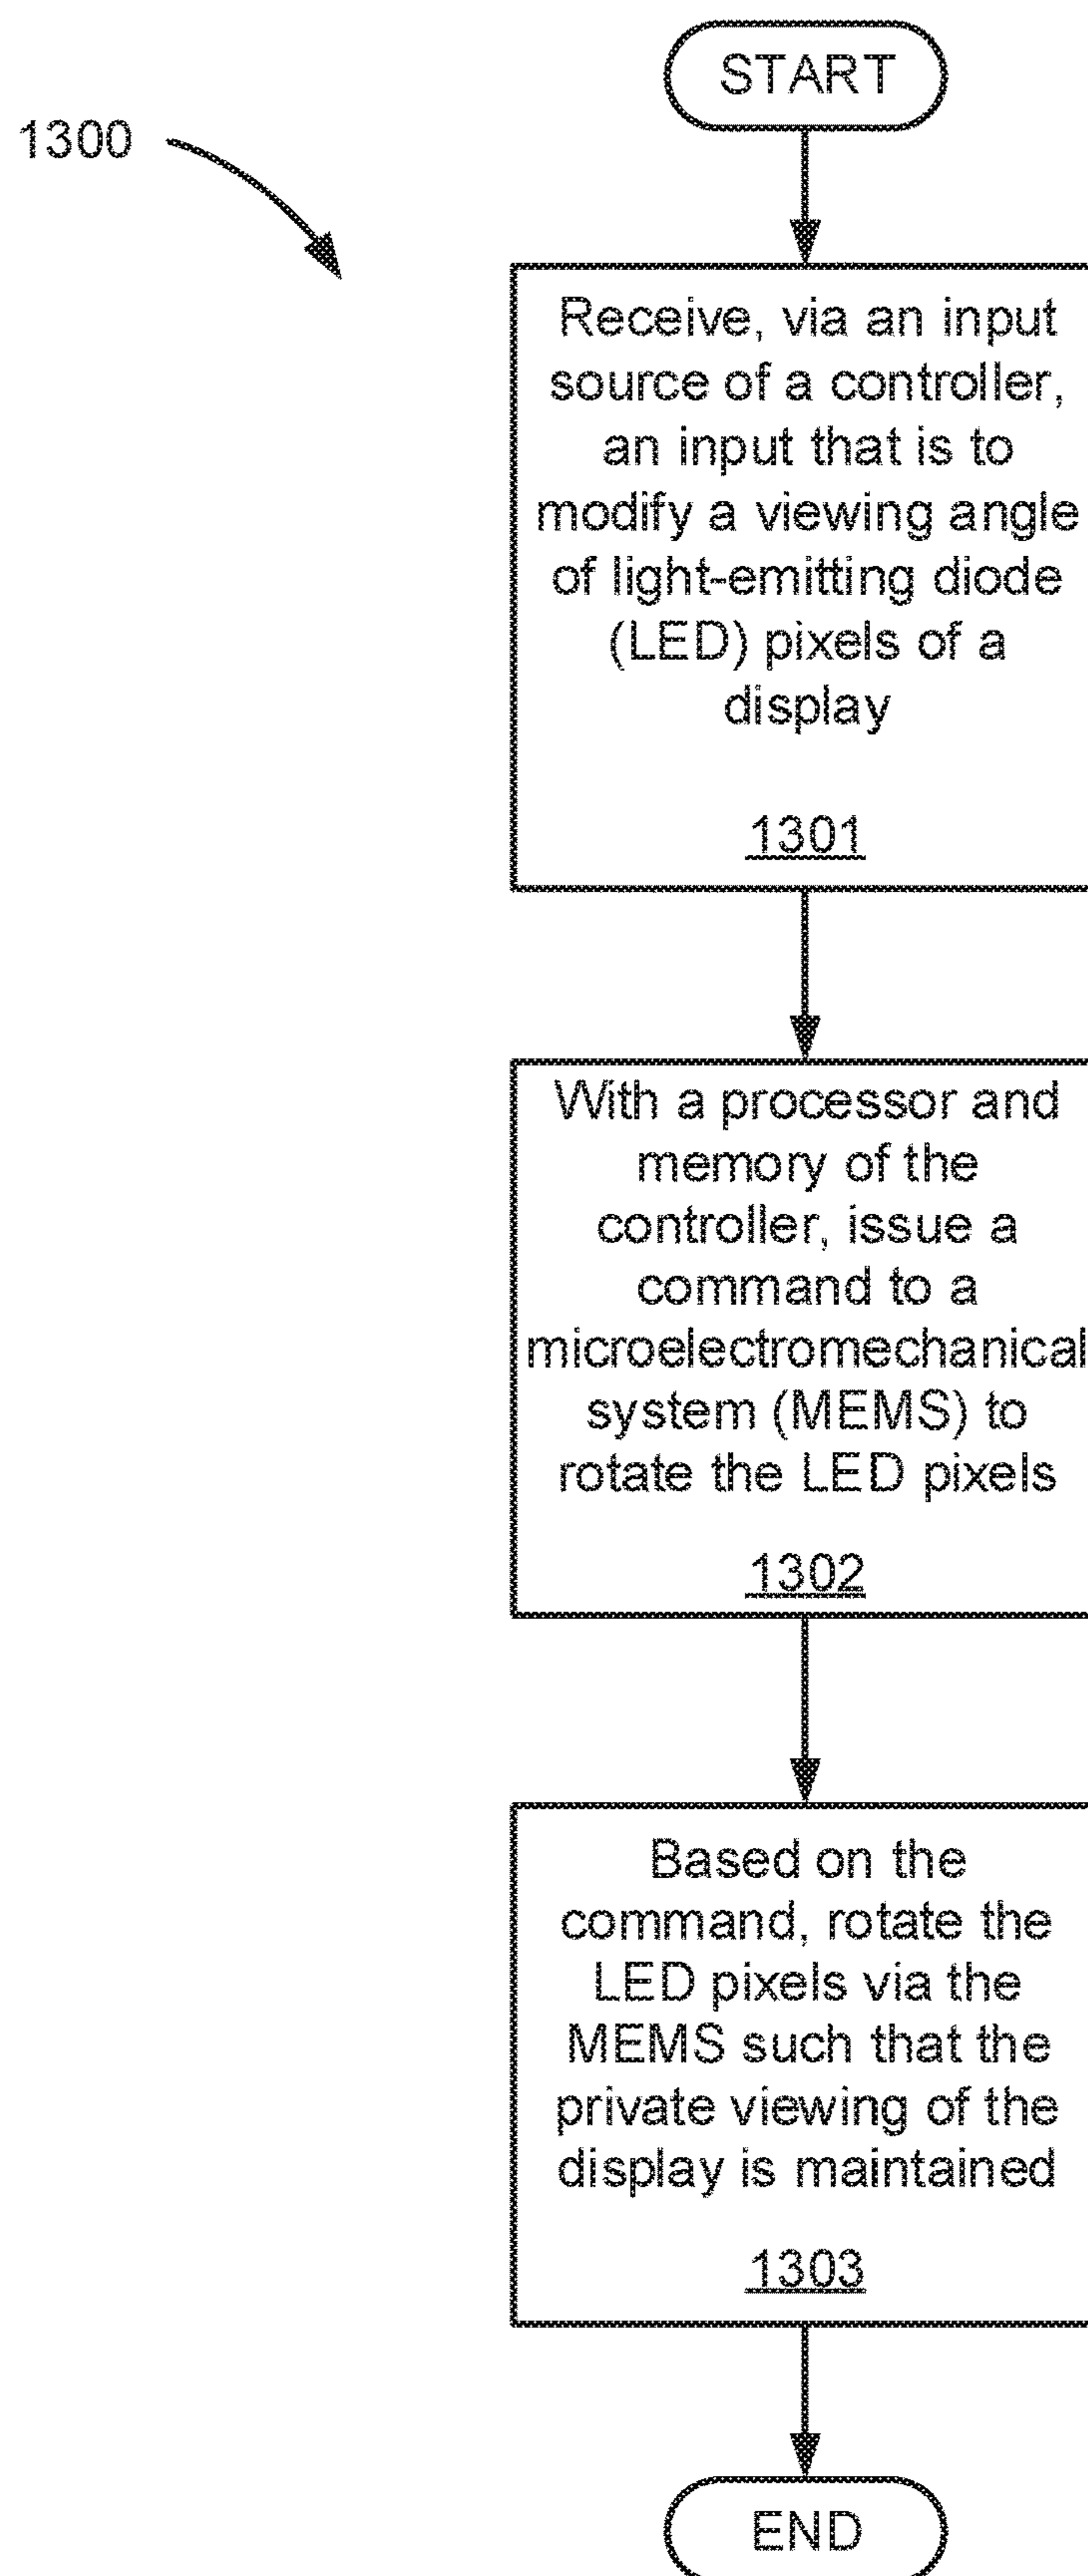 START
1300
Receive, via an input
source of a controller,
an input that is to
modify a viewing angle
of light-emitting diode
(LED) pixels of a
display
1301
With a processor and
memory of the
controller, issue a
command to a
microelectromechanical
system (MEMS) to
rotate the LED pixels
1302
Based on the
command, rotate the
LED pixels via the
MEMS such that the
private viewing of the
display is maintained
1303
END